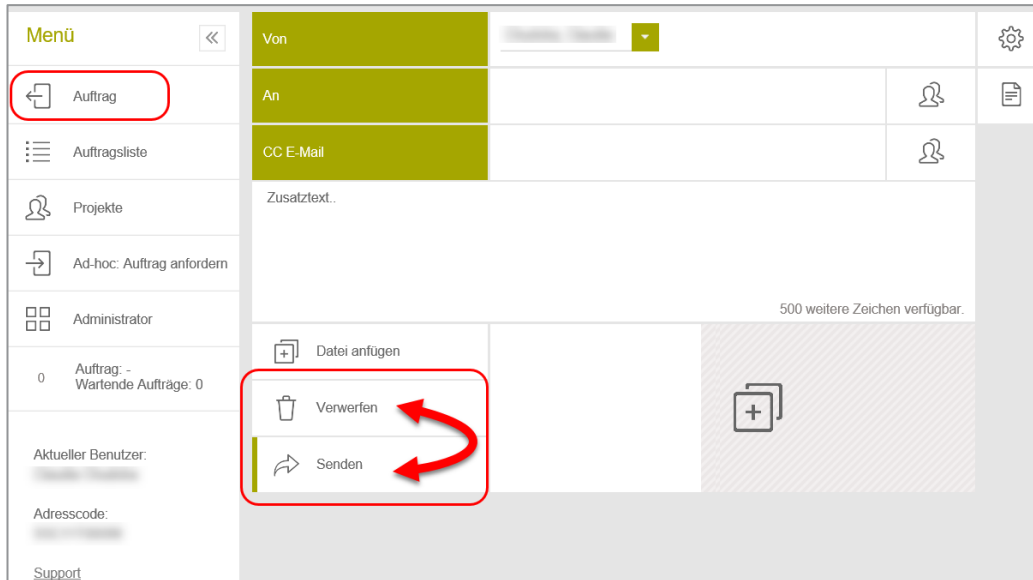 Menü
Auftrag
Auftragsliste
Projekte
Ad-hoc: Auftrag anfordern
Administrator
0
Auftrag: -
Wartende Aufträge: 0
Aktueller Benutzer:
Adresscode:
Support
Von
An
CC E-Mail
Zusatztext..
500 weitere Zeichen verfügbar.
Datei anfügen
Verwerfen
Senden